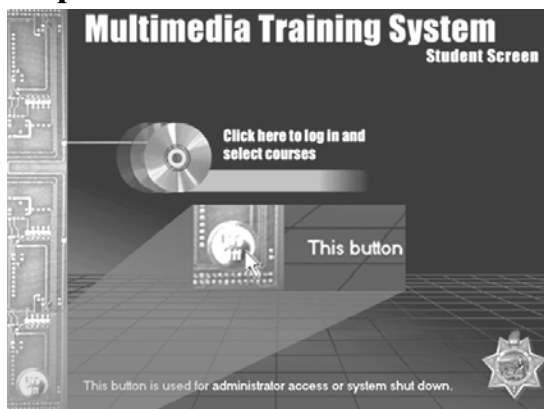 Multimedia Training System
Student Screen
Click here to log in and
select courses
This button
This button is used for administrator access or system shut down.